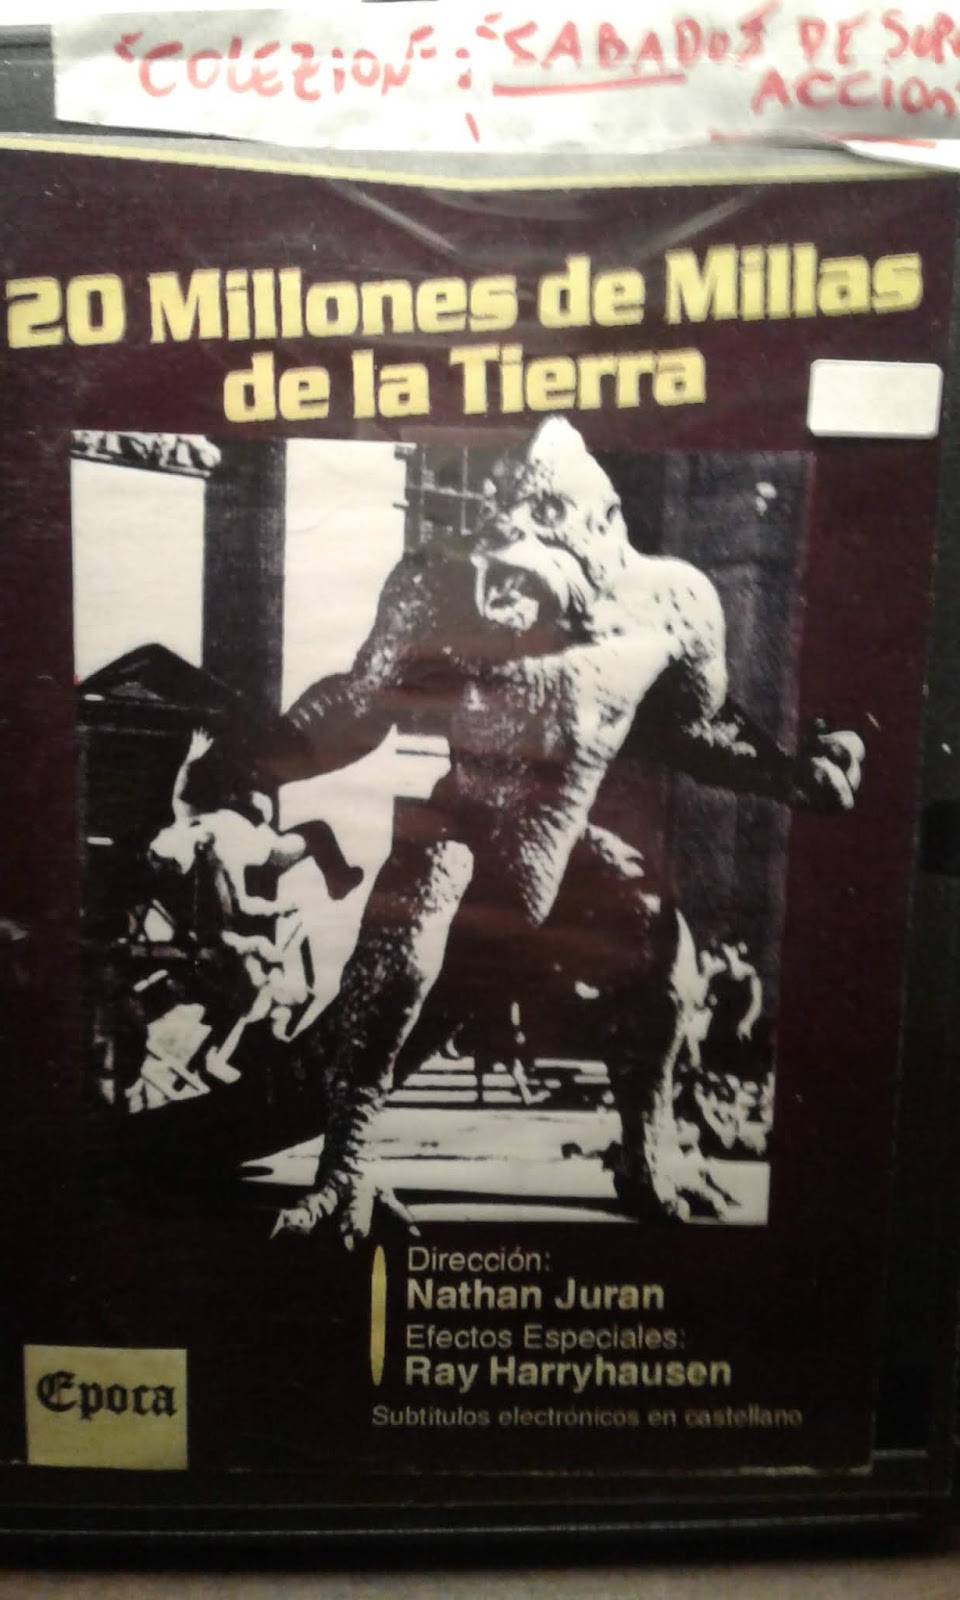 "COLEZION": "SABADOS DE SUPE
ACCION"
20 Millones de Millas
de la Tierra
Dirección:
Nathan Juran
Efectos Especiales:
Ray Harryhausen
Subtitulos electrónicos en castellano
Epoca